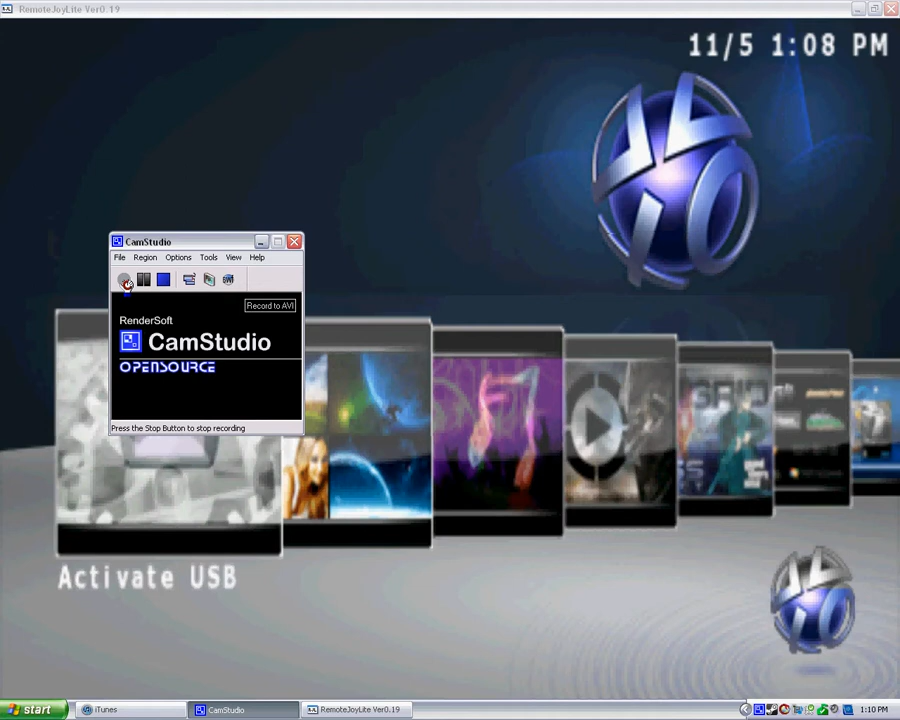 RemoteJoyLite Ver0.19
11/5 1:08 PM
CamStudio
File Region Options Tools View Help
Record to AVI
RenderSoft
CamStudio
OPENSOURCE
Press the Stop Button to stop recording
GRID
Activate USB
start
iTunes
CamStudio
RemoteJoyLite Ver0.19
1:10 PM